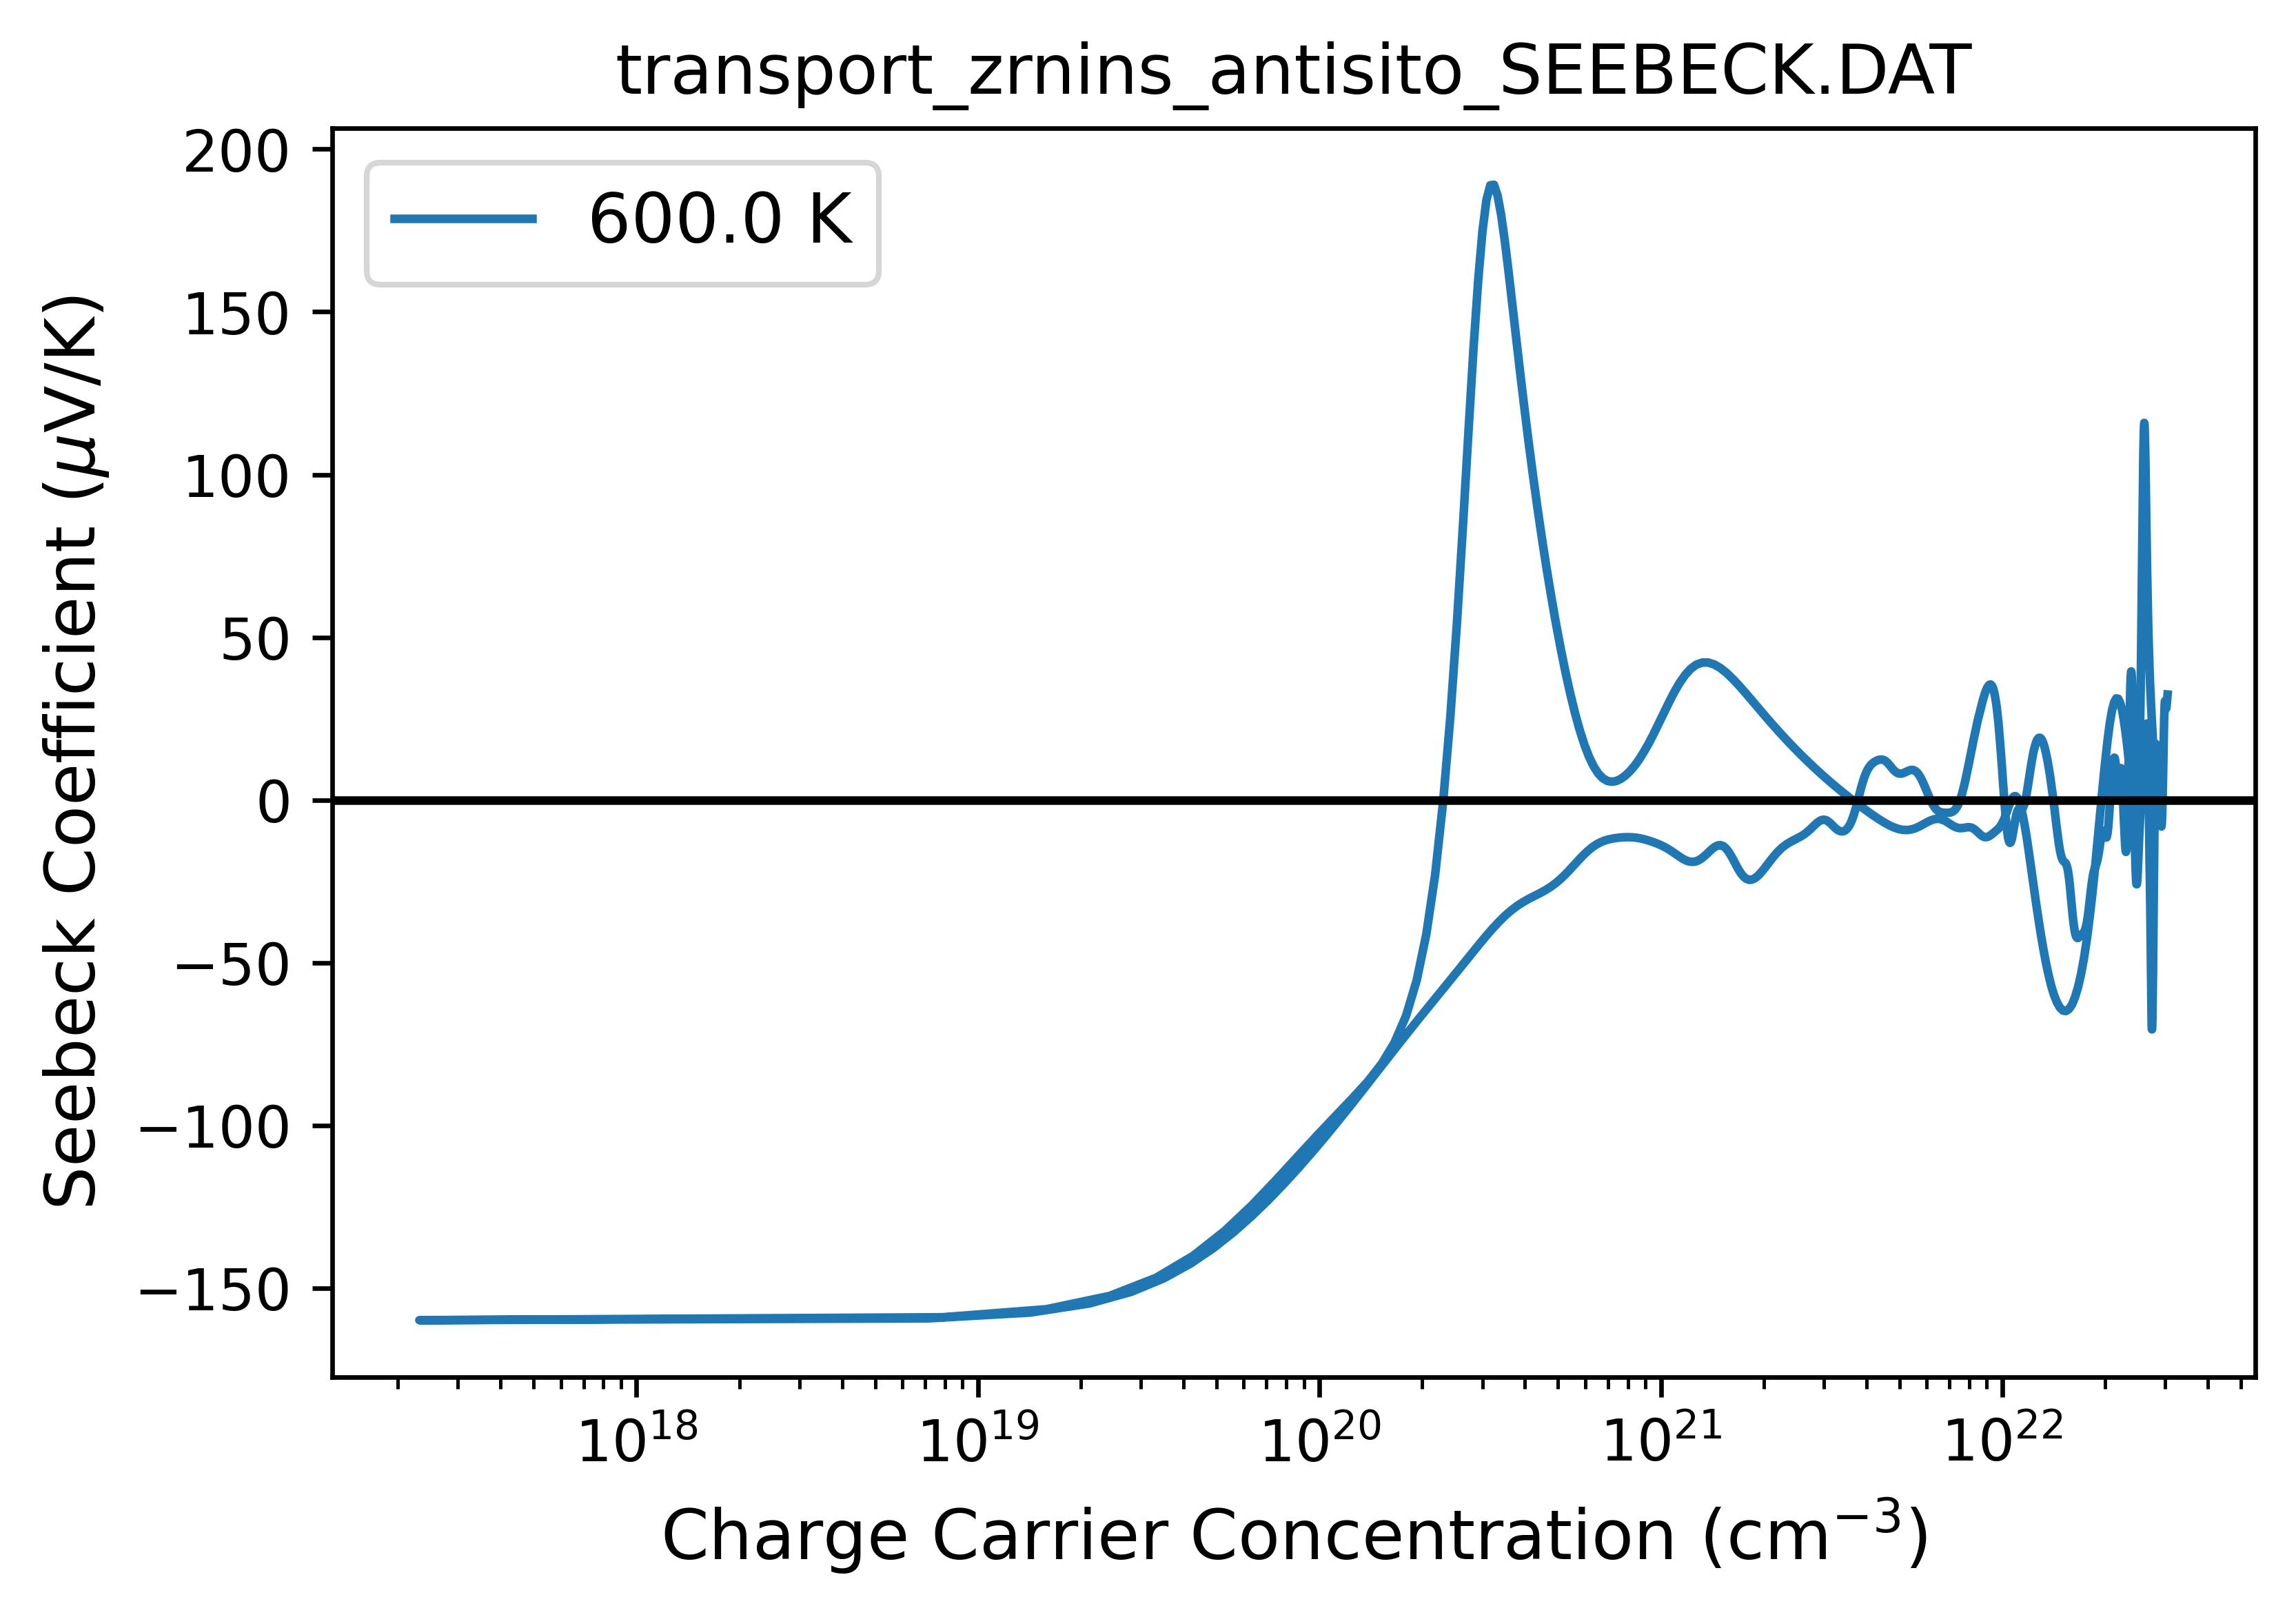 transport_zrnins_antisito_SEEBECK.DAT
600.0 K
Seebeck Coefficient (μV/K)
200
150
100
50
0
−50
−100
−150
10¹⁸ 10¹⁹ 10²⁰ 10²¹ 10²²
Charge Carrier Concentration (cm⁻³)